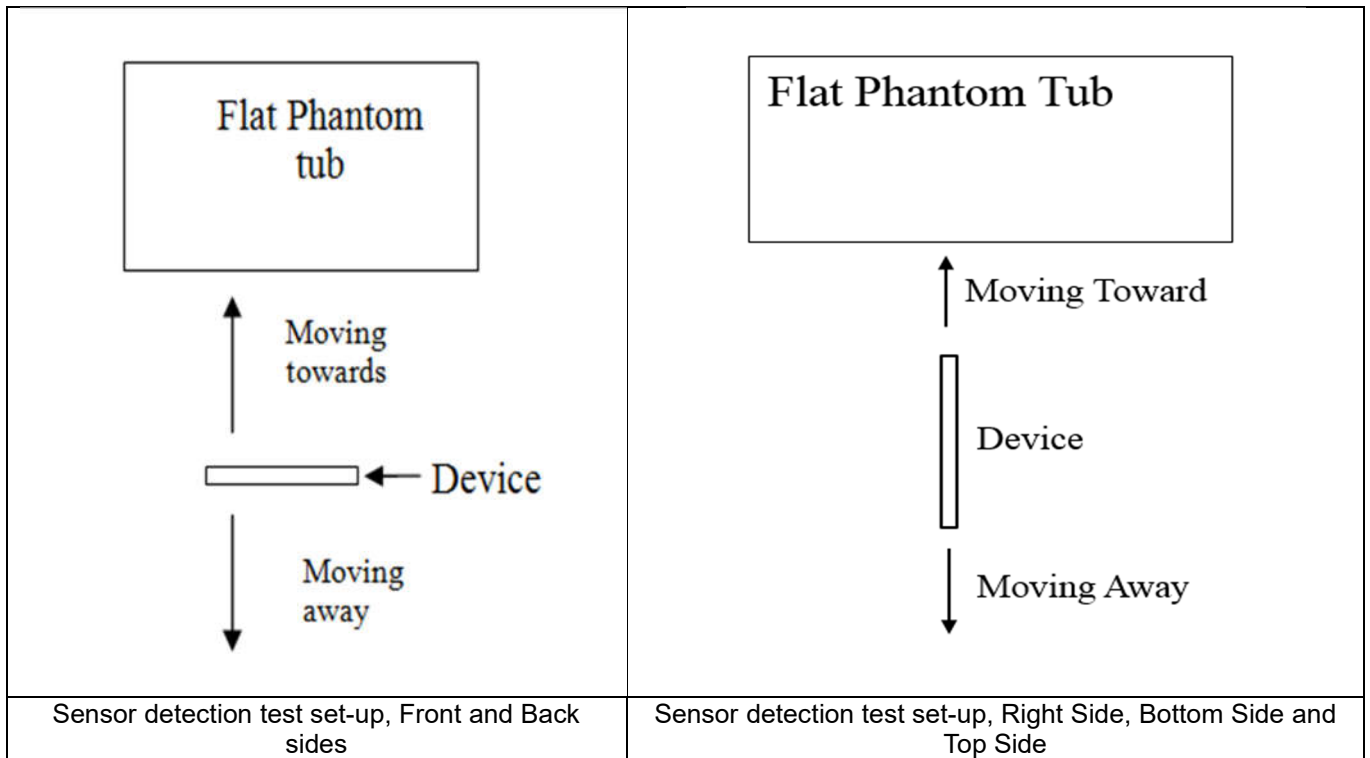 Flat Phantom
tub
Moving
towards
Device
Moving
away
Sensor detection test set-up, Front and Back
sides
Flat Phantom Tub
Moving Toward
Device
Moving Away
Sensor detection test set-up, Right Side, Bottom Side and
Top Side